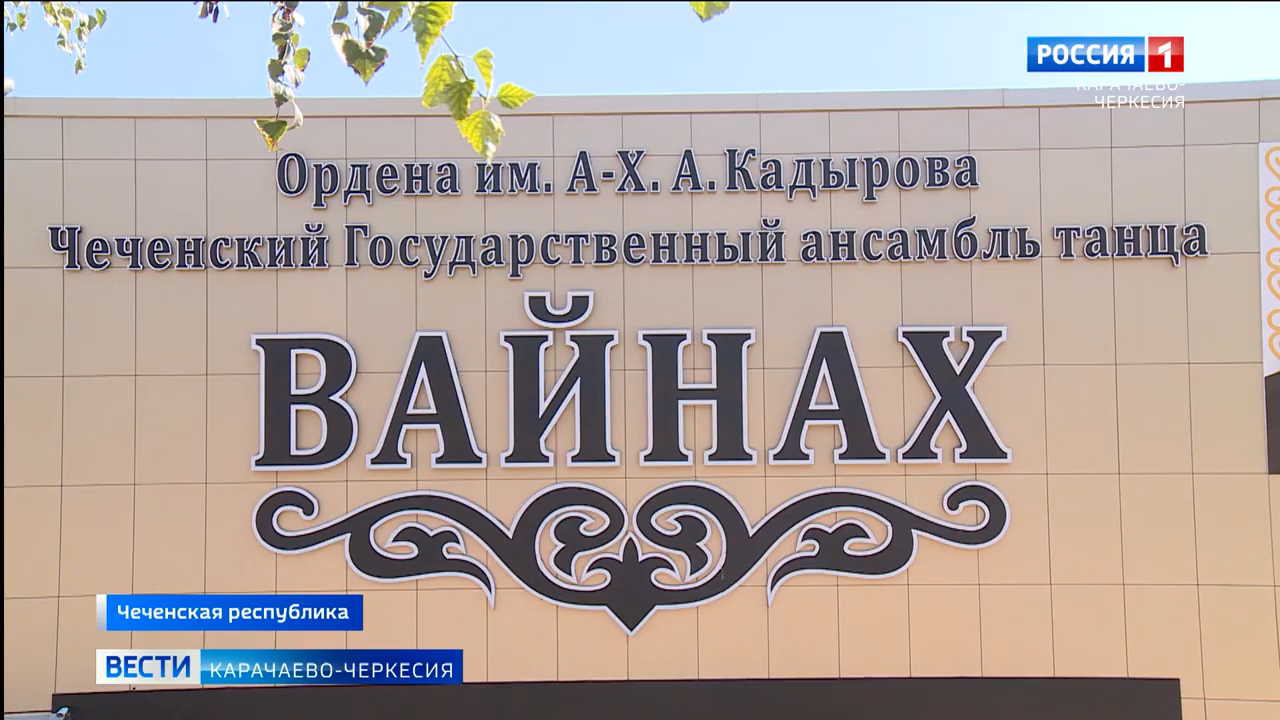 РОССИЯ 1
КАРАЧАЕВО-
ЧЕРКЕСИЯ
Ордена им. А-Х. А. Кадырова
Чеченский Государственный ансамбль танца
ВАЙНАХ
Чеченская республика
ВЕСТИ КАРАЧАЕВО-ЧЕРКЕСИЯ